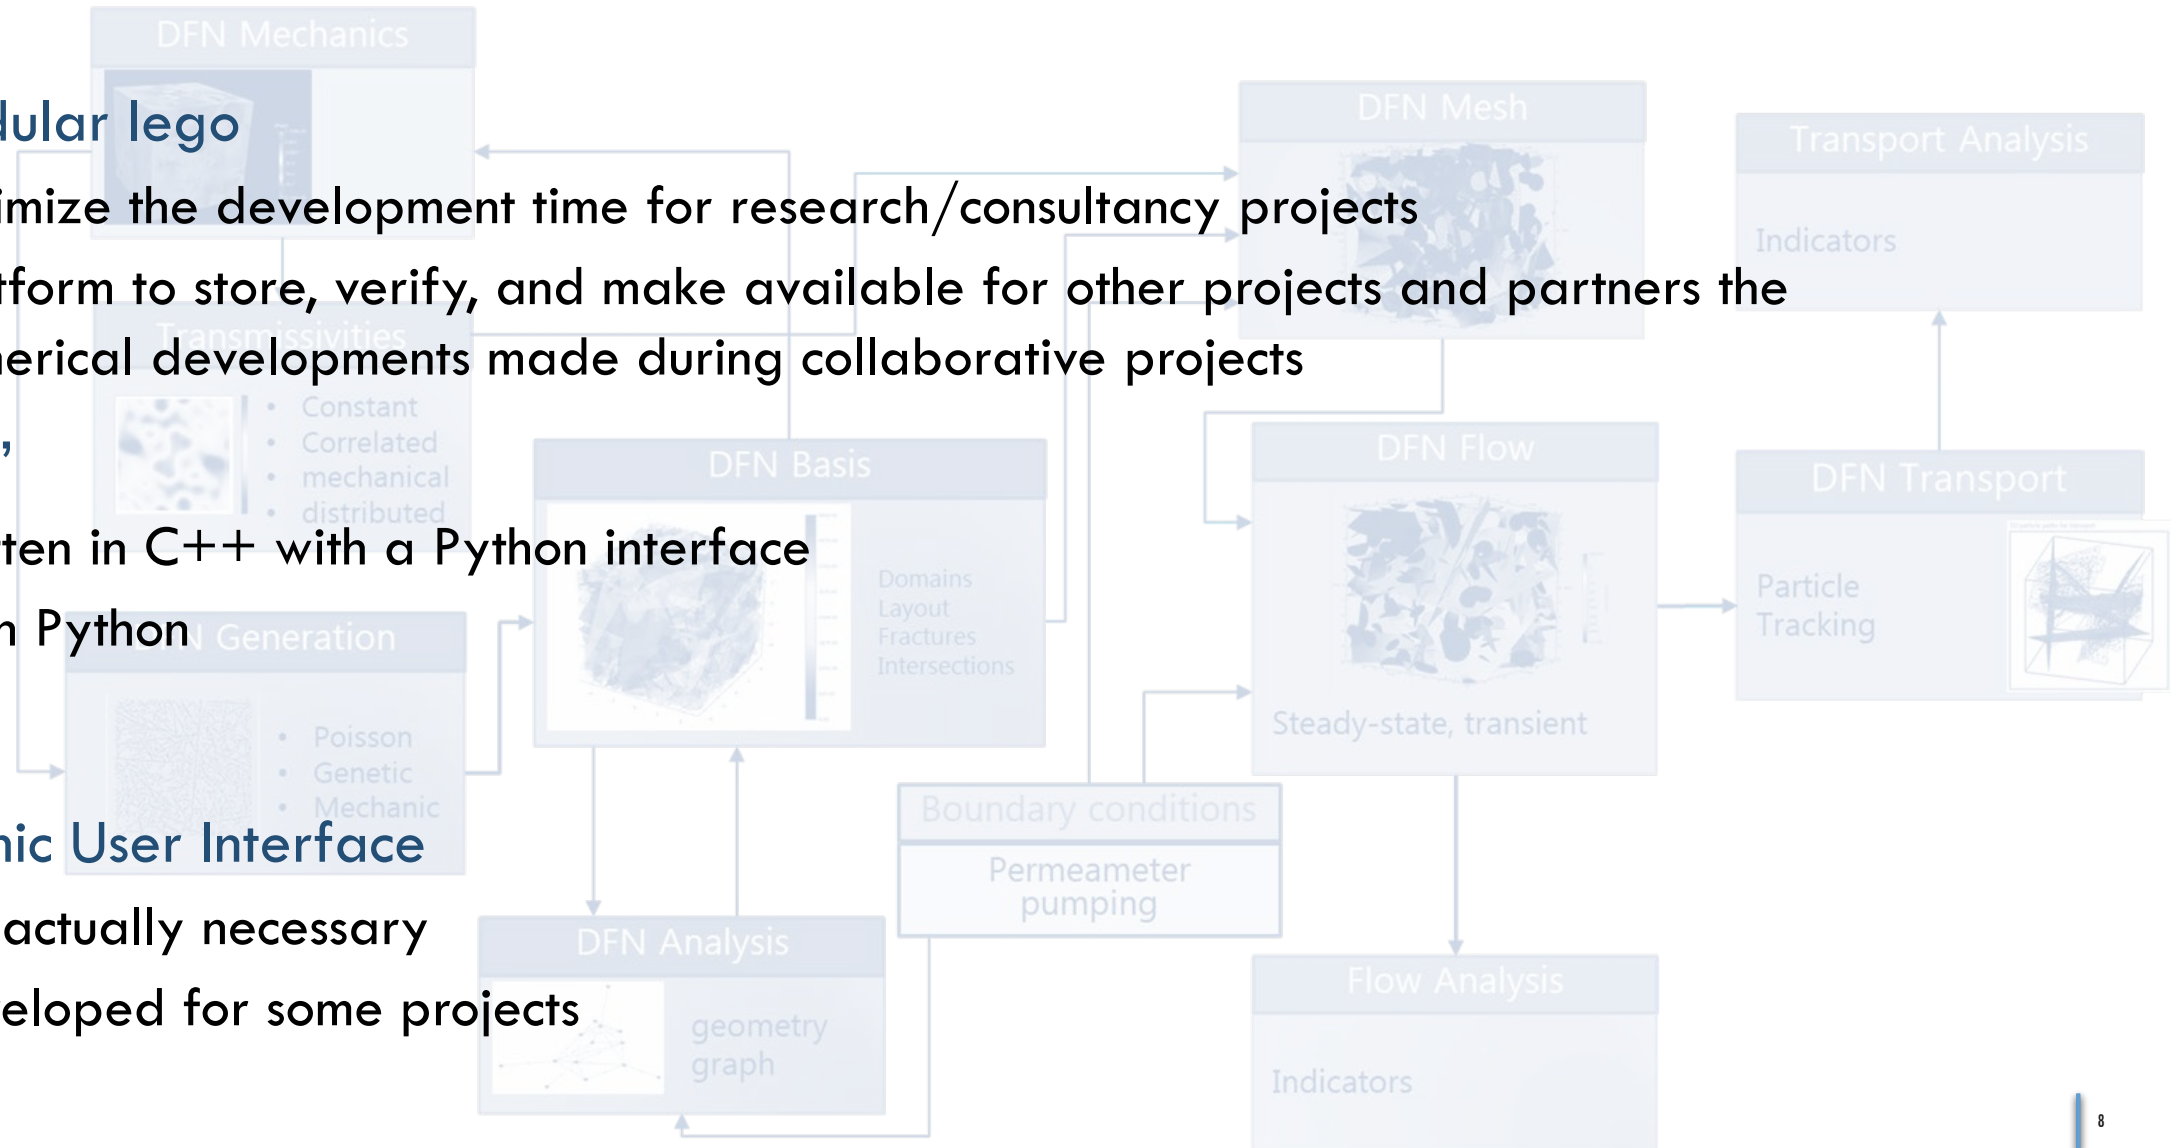 dular lego
imize the development time for research/consultancy projects
tform to store, verify, and make available for other projects and partners the
nerical developments made during collaborative projects
,
ten in C++ with a Python interface
n Python
nic User Interface
actually necessary
eloped for some projects
DFN Mechanics
Transmissivities
• Constant
• Correlated
• mechanical
• distributed
DFN Generation
• Poisson
• Genetic
• Mechanic
DFN Basis
Domains
Layout
Fractures
Intersections
DFN Analysis
geometry
graph
Boundary conditions
Permeameter
pumping
DFN Mesh
DFN Flow
Steady-state, transient
Flow Analysis
Indicators
Transport Analysis
Indicators
DFN Transport
Particle
Tracking
8